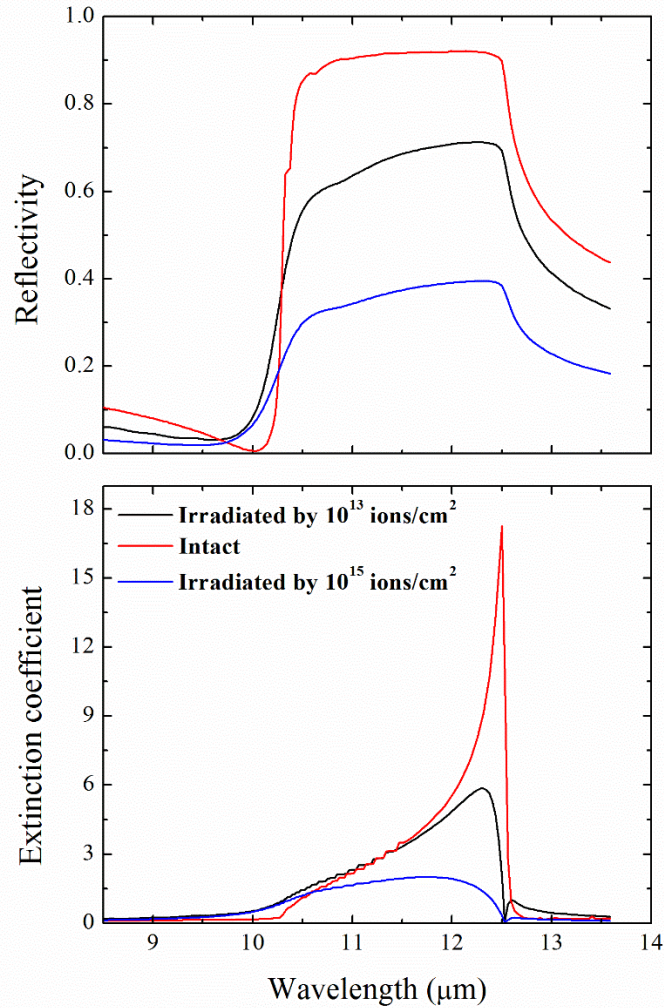 1.0
0.8
0.6
0.4
0.2
0.0
Reflectivity
18
15
12
9
6
3
0
Extinction coefficient
Irradiated by 10¹³ ions/cm²
Intact
Irradiated by 10¹⁵ ions/cm²
9 10 11 12 13 14
Wavelength (μm)